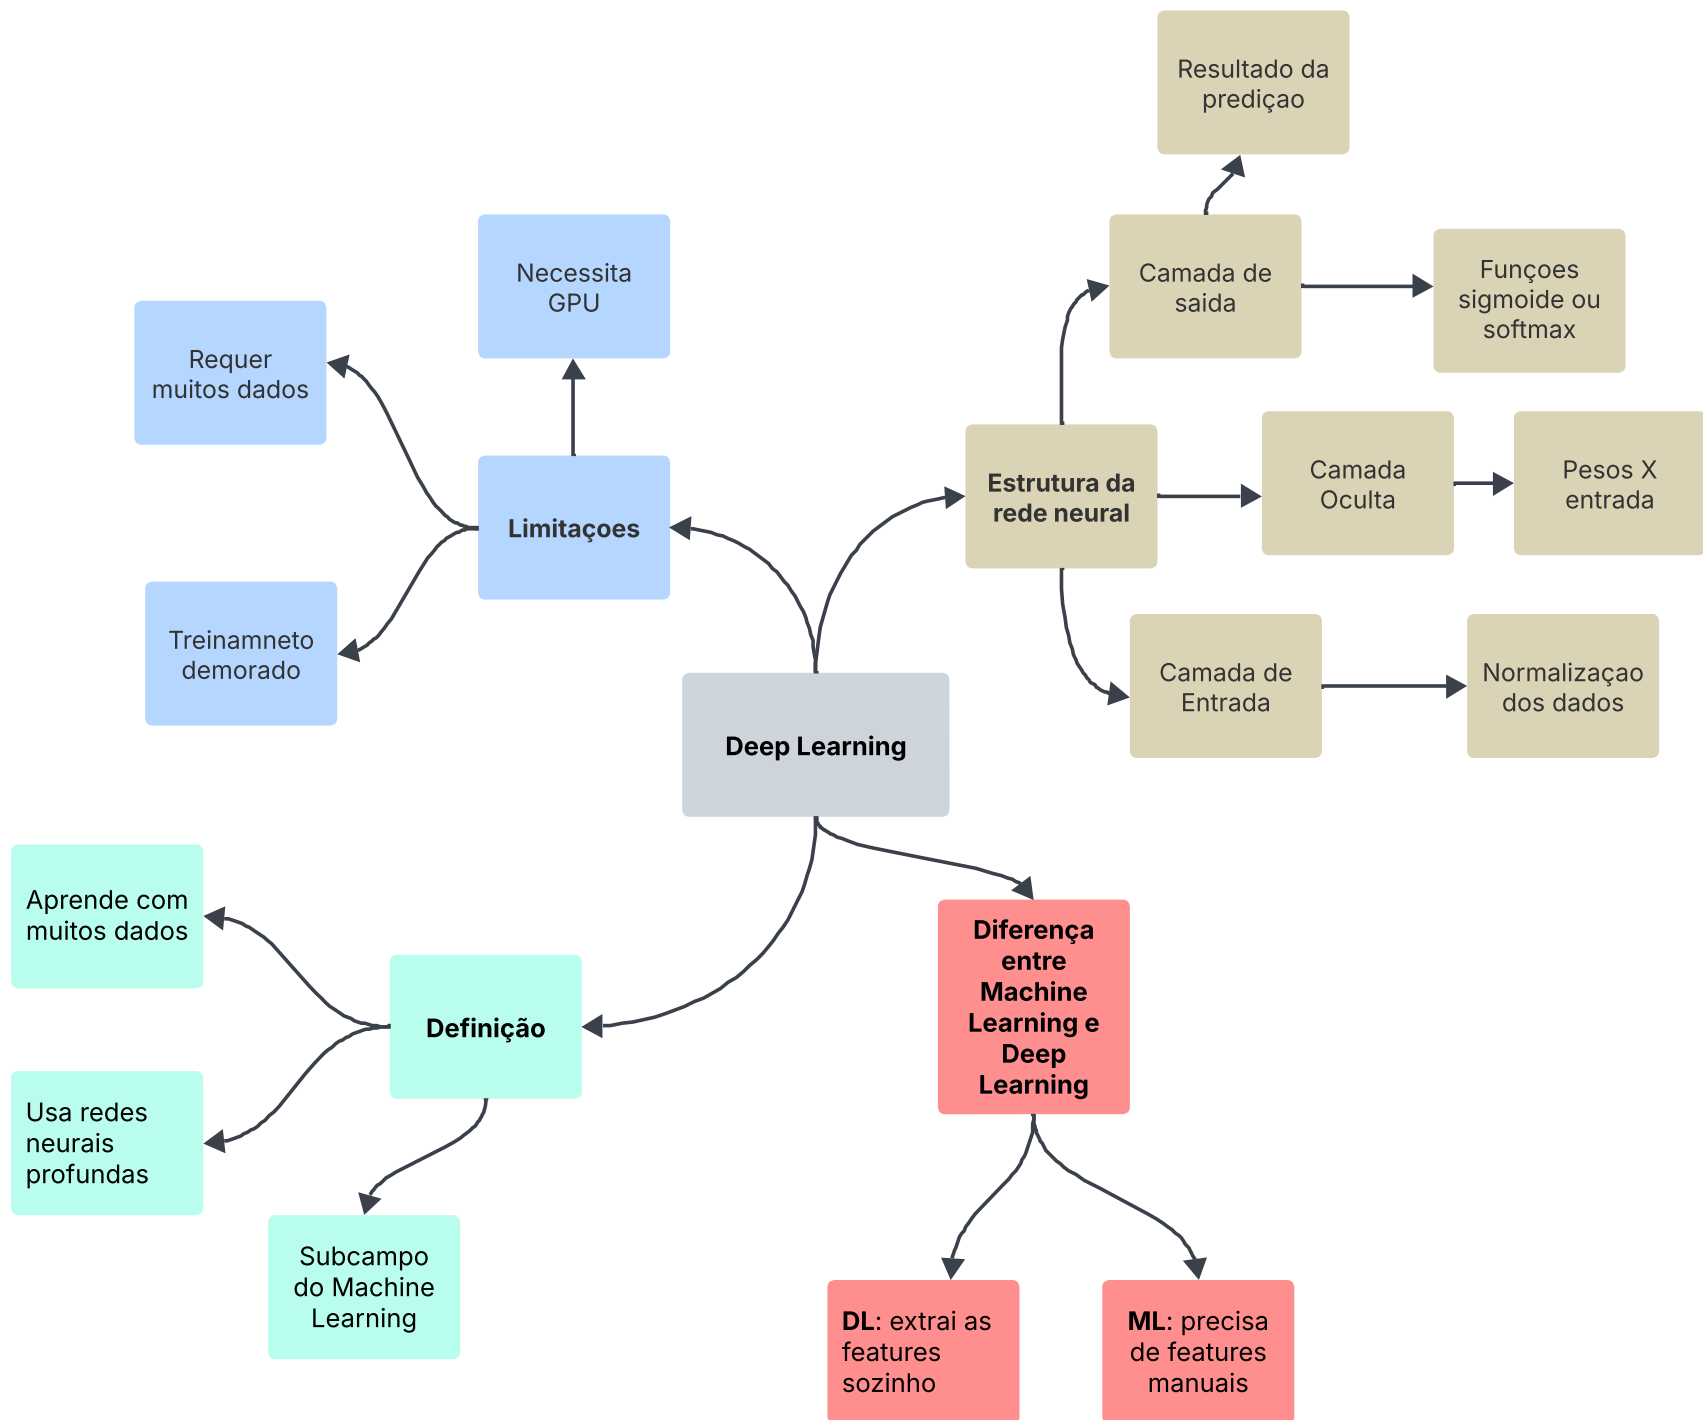 Resultado da
prediçao
Camada de
saida
Funçoes
sigmoide ou
softmax
Necessita
GPU
Requer
muitos dados
Limitaçoes
Treinamneto
demorado
Estrutura da
rede neural
Camada
Oculta
Pesos X
entrada
Camada de
Entrada
Normalizaçao
dos dados
Deep Learning
Aprende com
muitos dados
Definição
Usa redes
neurais
profundas
Subcampo
do Machine
Learning
Diferença
entre
Machine
Learning e
Deep
Learning
DL: extrai as
features
sozinho
ML: precisa
de features
manuais